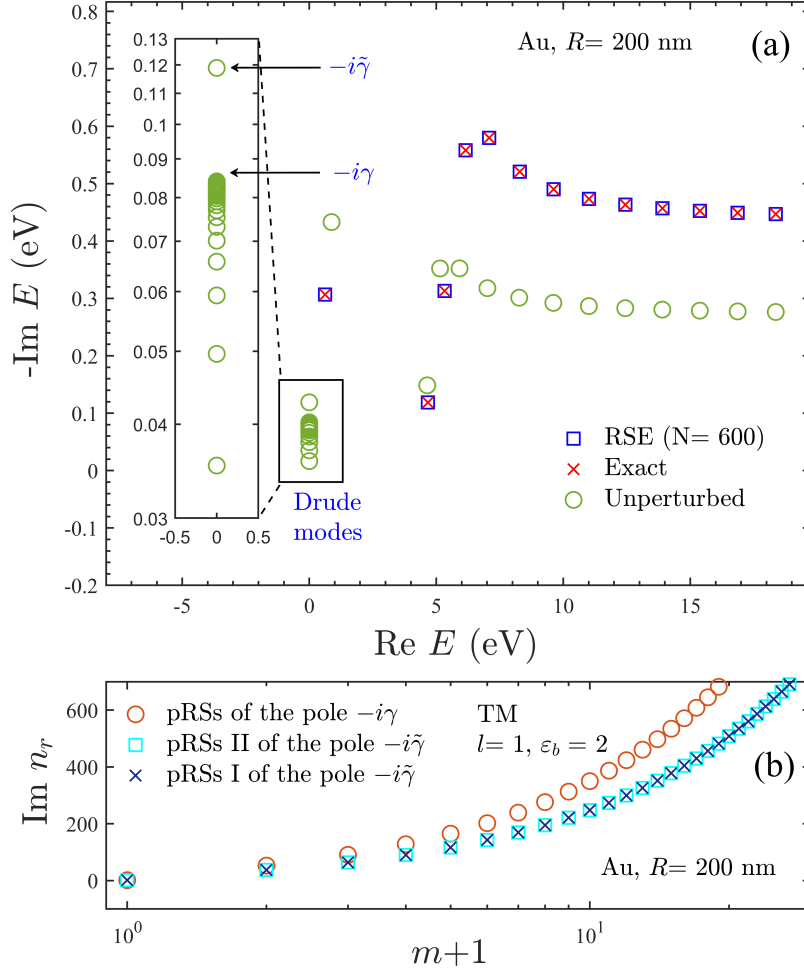 0.8
0.7
0.6
0.5
0.4
0.3
0.2
0.1
0
-0.1
-0.2
-Im E (eV)
Au, R= 200 nm
(a)
0.13
0.12
0.11
0.1
0.09
0.08
0.07
0.06
0.05
0.04
0.03
-0.5 0 0.5
−iγ̃
−iγ
Drude
modes
RSE (N= 600)
Exact
Unperturbed
-5 0 5 10 15
Re E (eV)
600
400
200
0
Im n_r
pRSs of the pole −iγ
pRSs II of the pole −iγ̃
pRSs I of the pole −iγ̃
TM
l= 1, ε_b = 2
(b)
Au, R= 200 nm
10⁰ 10¹
m+1